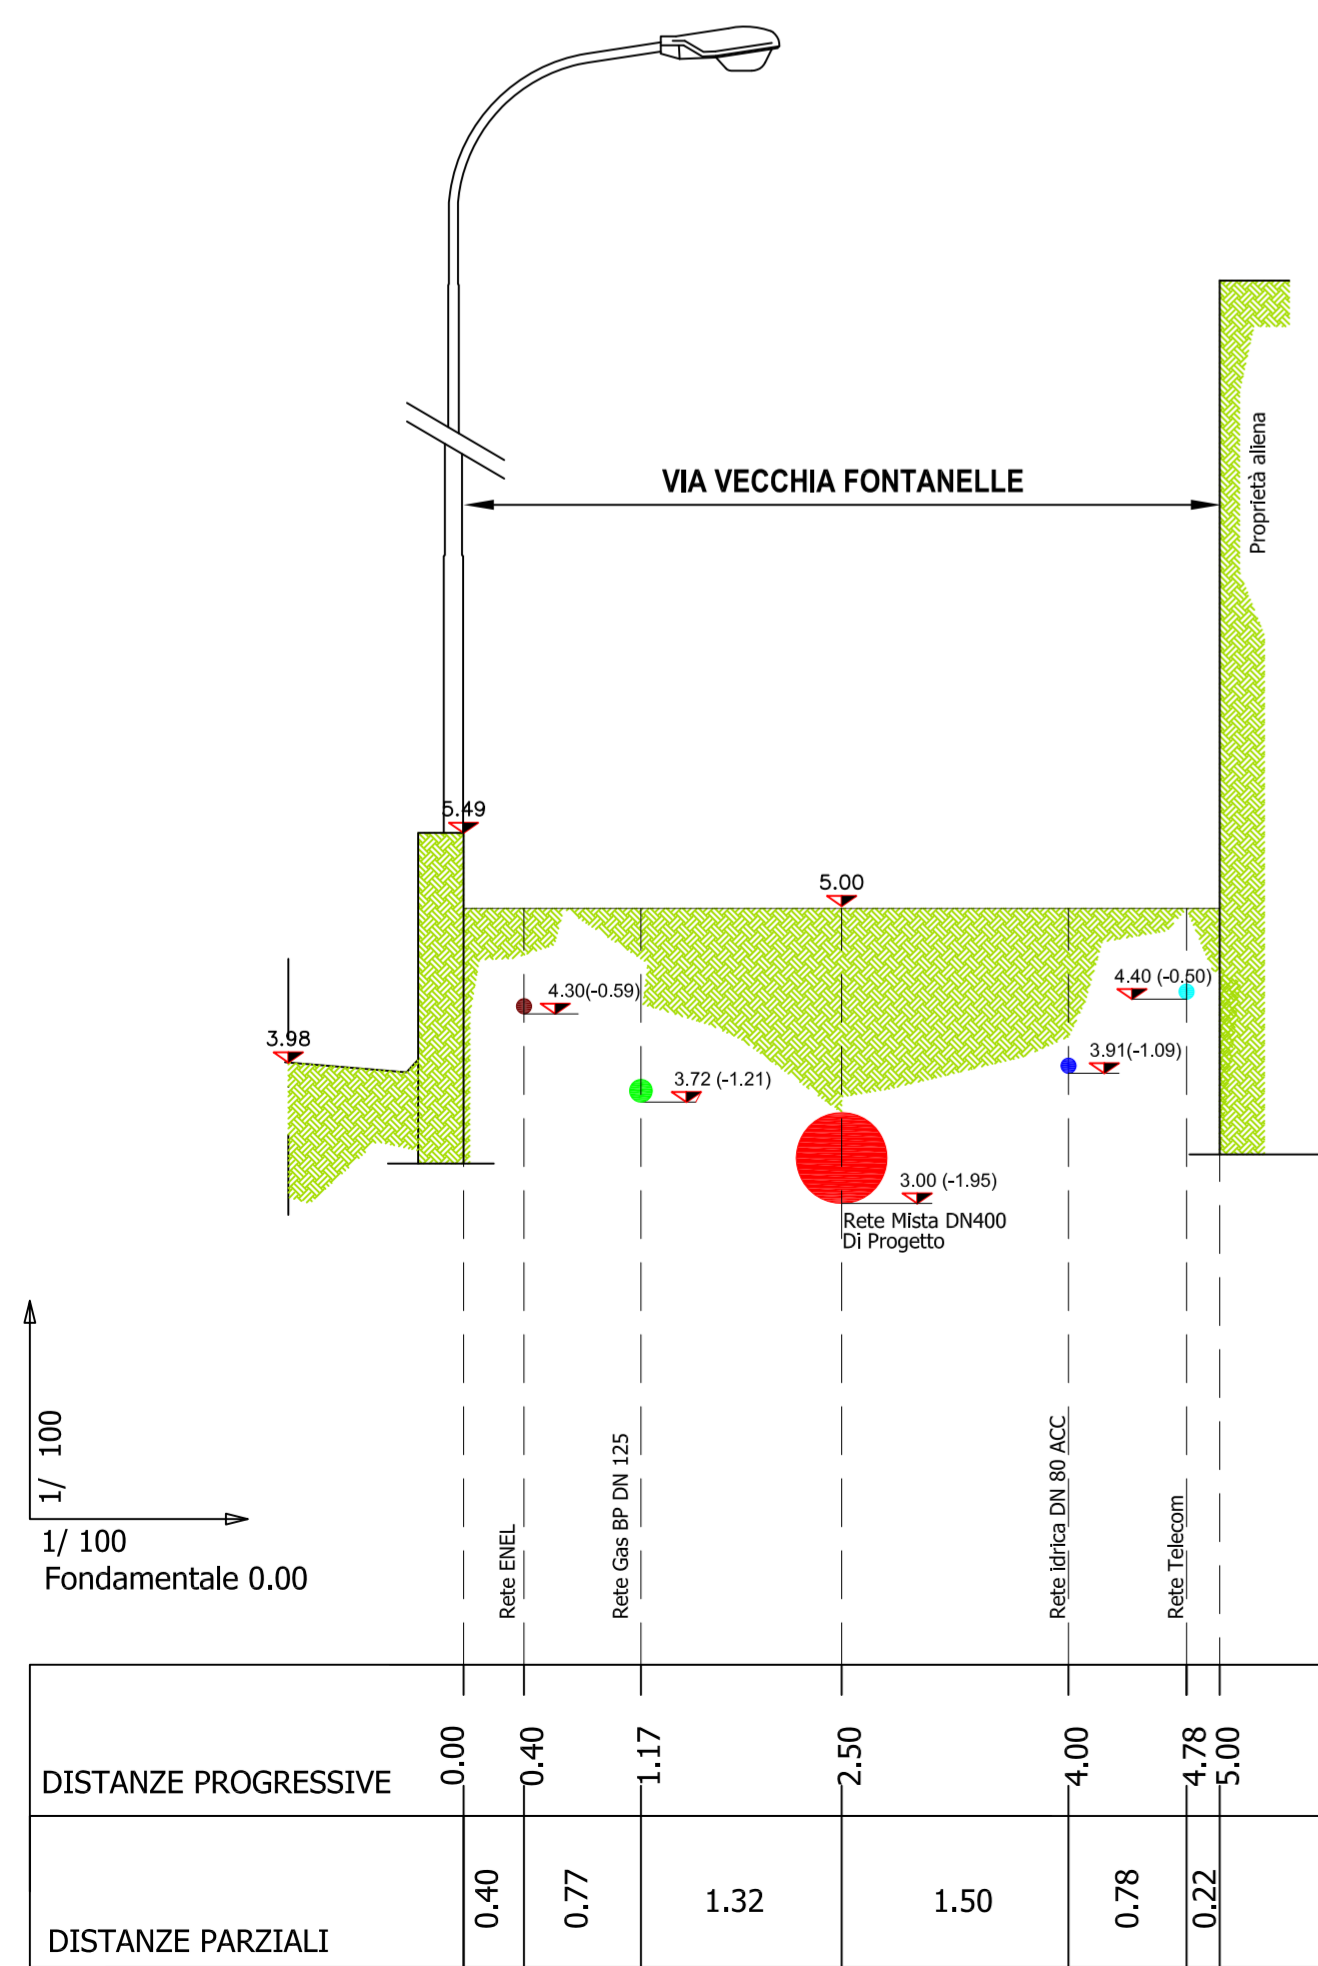 VIA VECCHIA FONTANELLE
Proprietà aliena
5.49
5.00
4.30(-0.59)
4.40 (-0.50)
3.98
3.91(-1.09)
3.72 (-1.21)
3.00 (-1.95)
Rete Mista DN400
Di Progetto
1/ 100
1/ 100
Fondamentale 0.00
Rete ENEL
Rete Gas BP DN 125
Rete idrica DN 80 ACC
Rete Telecom
DISTANZE PROGRESSIVE
0.00
0.40
1.17
2.50
4.00
4.78
5.00
DISTANZE PARZIALI
0.40
0.77
1.32
1.50
0.78
0.22